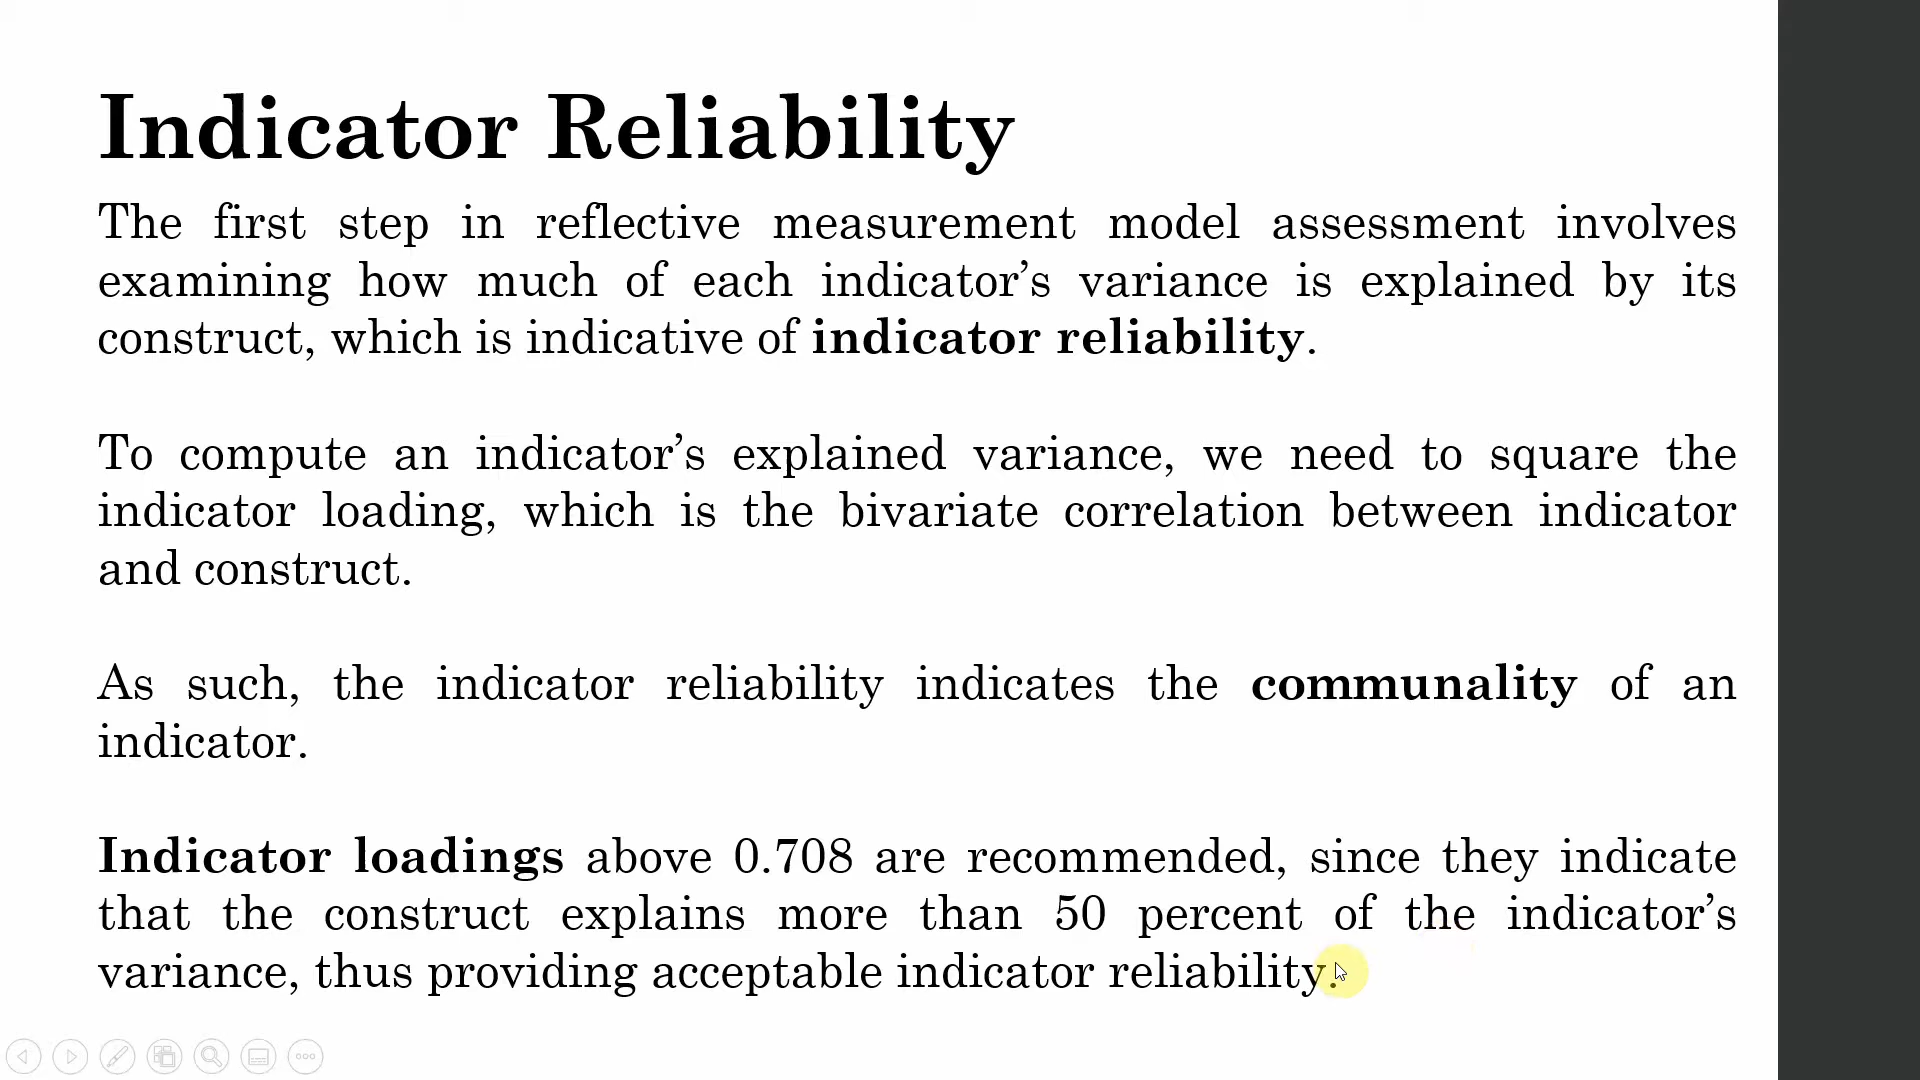 Indicator Reliability
The first step in reflective measurement model assessment involves
examining how much of each indicator’s variance is explained by its
construct, which is indicative of indicator reliability.
To compute an indicator’s explained variance, we need to square the
indicator loading, which is the bivariate correlation between indicator
and construct.
As such, the indicator reliability indicates the communality of an
indicator.
Indicator loadings above 0.708 are recommended, since they indicate
that the construct explains more than 50 percent of the indicator’s
variance, thus providing acceptable indicator reliability.